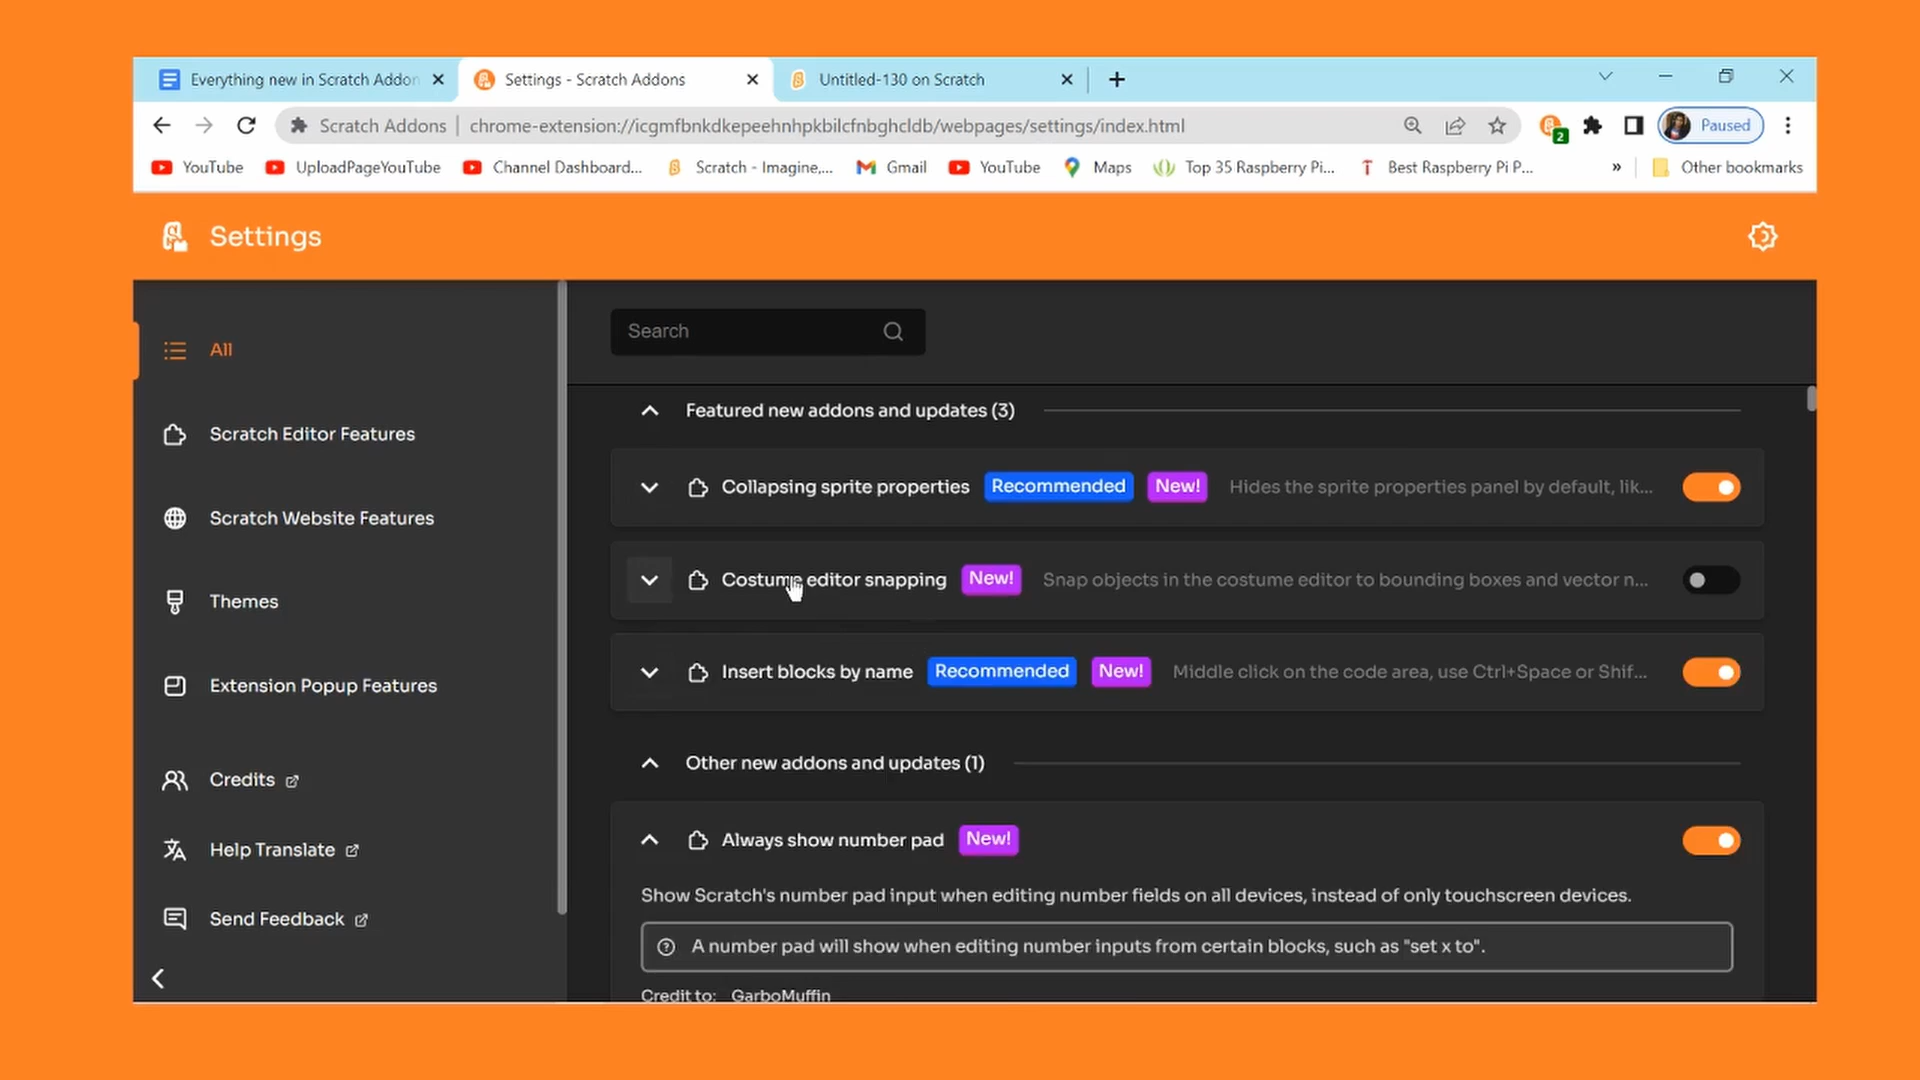 Everything new in Scratch Addon
Settings - Scratch Addons
Untitled-130 on Scratch
Scratch Addons
chrome-extension://icgmfbnkdkepeehnhpkbilcfnbghcldb/webpages/settings/index.html
2
Paused
YouTube
UploadPageYouTube
Channel Dashboard...
Scratch - Imagine,...
Gmail
YouTube
Maps
Top 35 Raspberry Pi...
Best Raspberry Pi P...
»
Other bookmarks
Settings
All
Scratch Editor Features
Scratch Website Features
Themes
Extension Popup Features
Credits
Help Translate
Send Feedback
Search
Featured new addons and updates (3)
Collapsing sprite properties Recommended New! Hides the sprite properties panel by default, lik...
Costume editor snapping New! Snap objects in the costume editor to bounding boxes and vector n...
Insert blocks by name Recommended New! Middle click on the code area, use Ctrl+Space or Shif...
Other new addons and updates (1)
Always show number pad New!
Show Scratch's number pad input when editing number fields on all devices, instead of only touchscreen devices.
A number pad will show when editing number inputs from certain blocks, such as "set x to".
Credit to: GarboMuffin